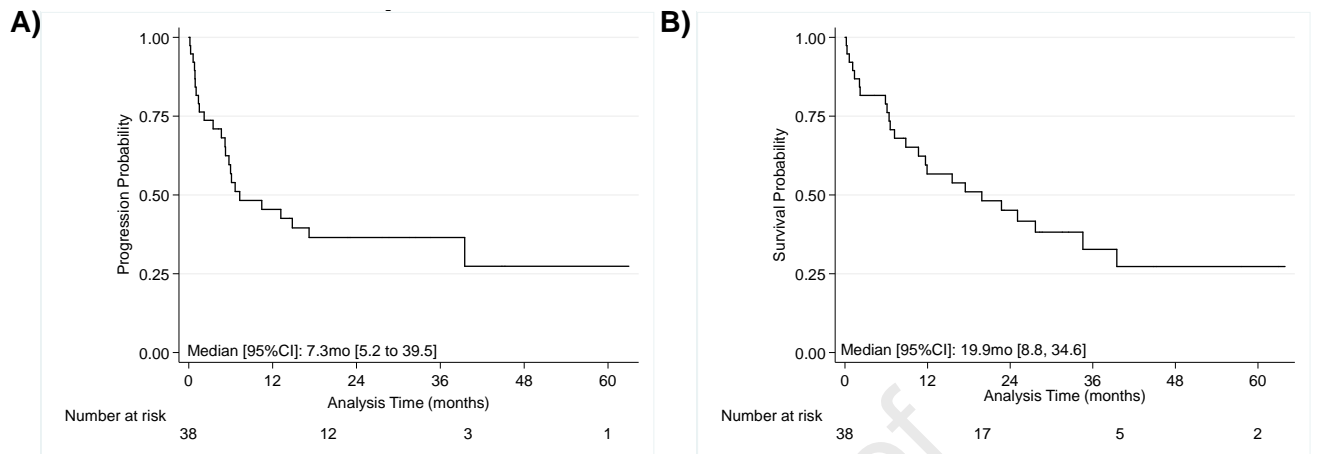 A)
1.00
0.75
0.50
0.25
0.00
Progression Probability
Median [95%CI]: 7.3mo [5.2 to 39.5]
0 12 24 36 48 60
Analysis Time (months)
Number at risk
38 12 3 1
B)
1.00
0.75
0.50
0.25
0.00
Survival Probability
Median [95%CI]: 19.9mo [8.8, 34.6]
0 12 24 36 48 60
Analysis Time (months)
Number at risk
38 17 5 2
of